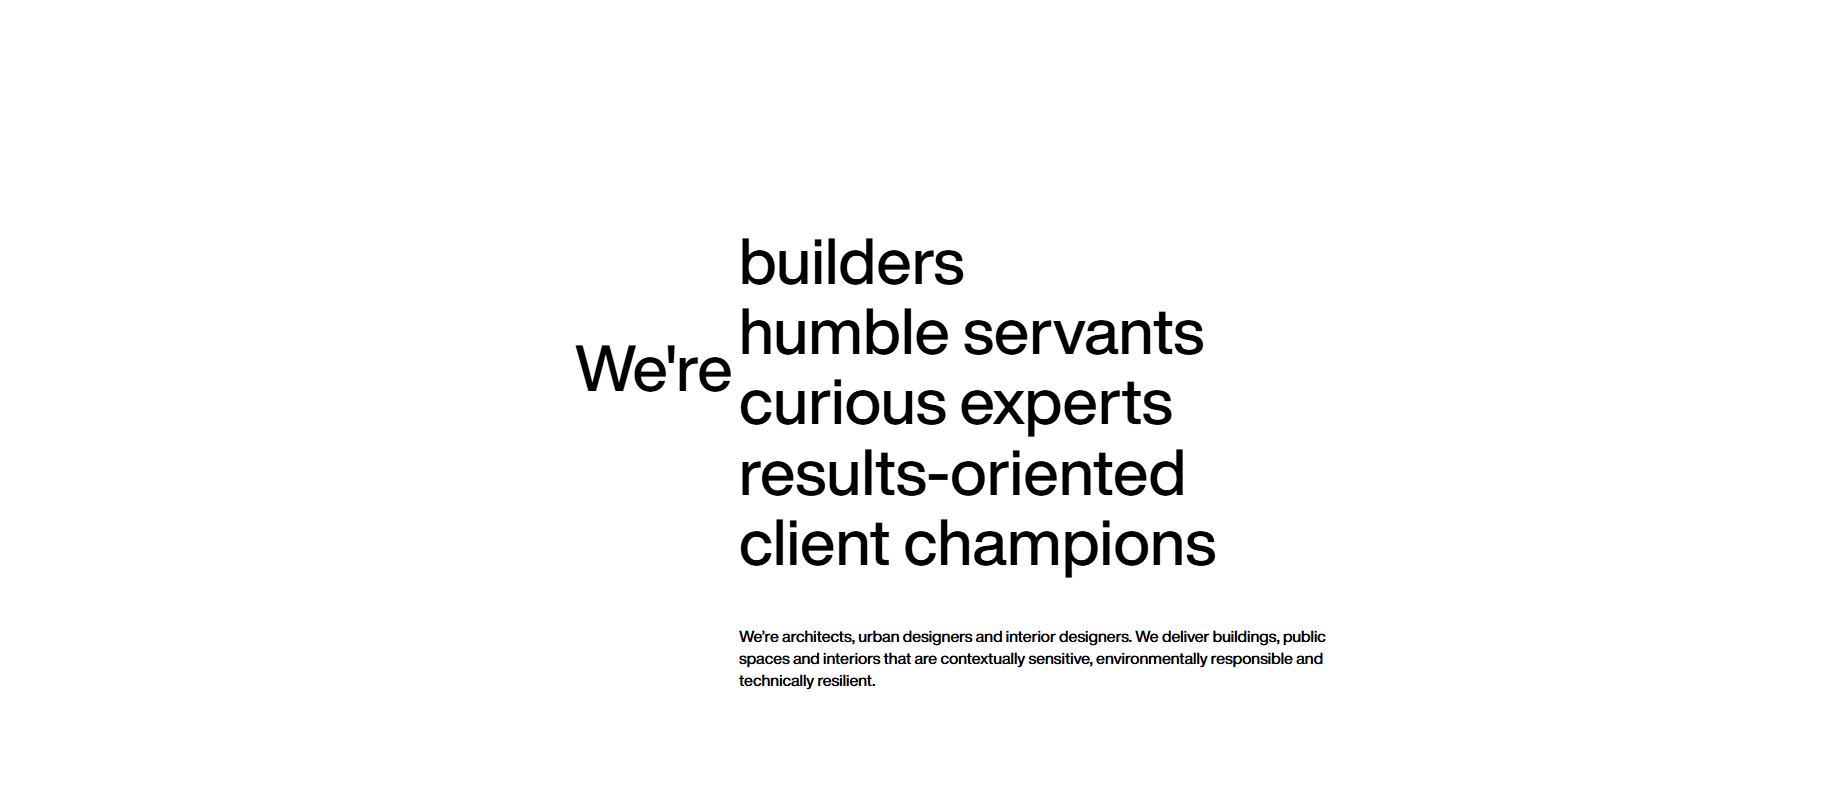 builders
humble servants
We're
curious experts
results-oriented
client champions
We’re architects, urban designers and interior designers. We deliver buildings, public
spaces and interiors that are contextually sensitive, environmentally responsible and
technically resilient.